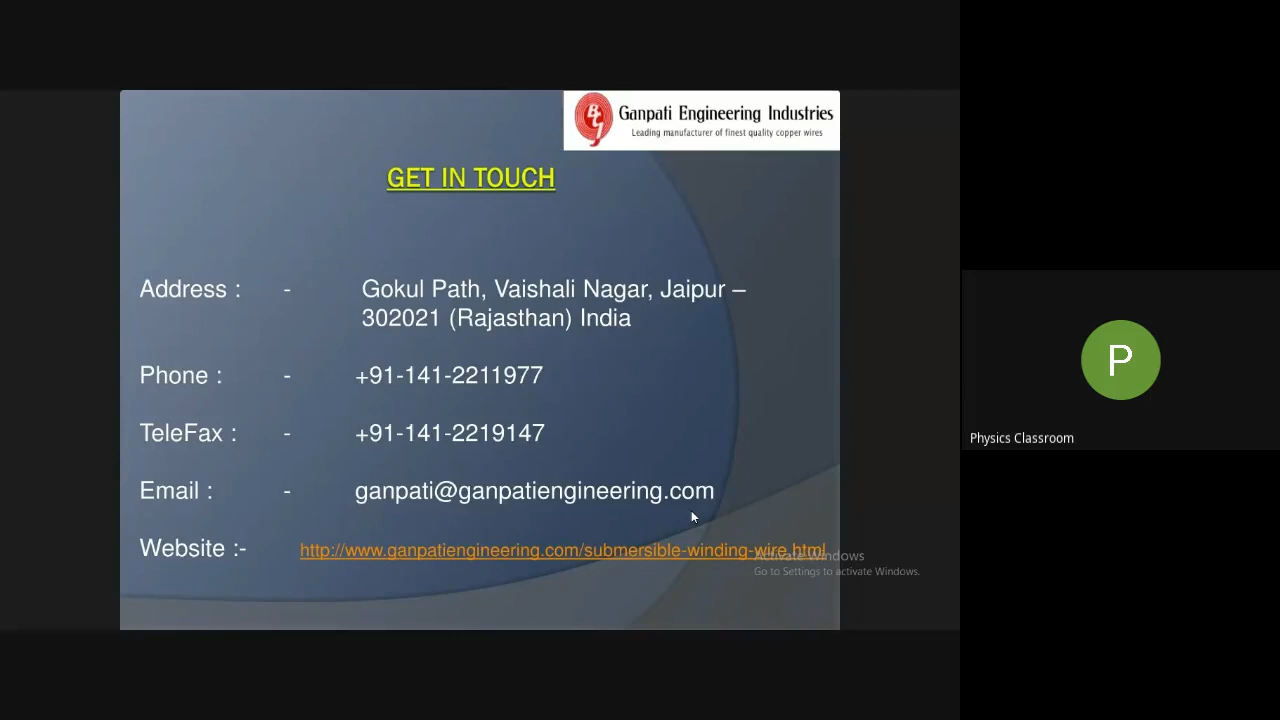 Ganpati Engineering Industries
Leading manufacturer of finest quality copper wires
GET IN TOUCH
Address : - Gokul Path, Vaishali Nagar, Jaipur –
302021 (Rajasthan) India
Phone : - +91-141-2211977
TeleFax : - +91-141-2219147
Email : - ganpati@ganpatiengineering.com
Website :- http://www.ganpatiengineering.com/submersible-winding-wire.html
Activate Windows
Go to Settings to activate Windows.
P
Physics Classroom